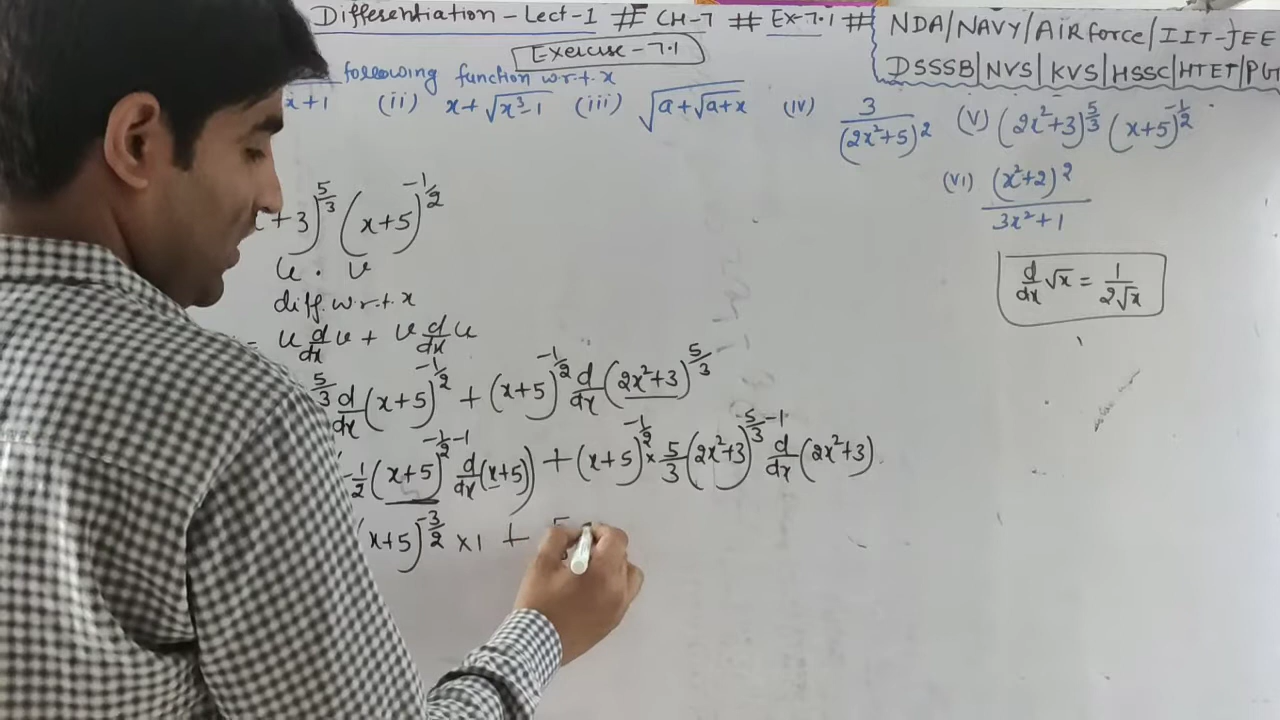 Differentiation - Lect-1 # CH-7 # EX-7.1 #
NDA/NAVY/AiRforce/IIT-JEE
DSSSB|NVS|KVS|HSSC|HTET|PGT
Exercise-7.1
following function w.r.t. x
x+1 (ii) x+√(x³-1) (iii) √(a+√(a+x)) (iv) 3/(2x²+5)² (v) (2x²+3)^(5/3) (x+5)^(-1/2)
(vi) (x²+2)²/(3x²+1)
+3)^(5/3) (x+5)^(-1/2)
u . v
d/dx √x = 1/(2√x)
diff. w.r.t. x
= u d/dx v + v d/dx u
5/3 d/dx (x+5)^(-1/2) + (x+5)^(-1/2) d/dx (2x²+3)^(5/3)
-1/2 (x+5)^(-1/2-1) d/dx (x+5)) + (x+5)^(-1/2) × 5/3 (2x²+3)^(5/3-1) d/dx (2x²+3)
(x+5)^(-3/2) ×1 + 5